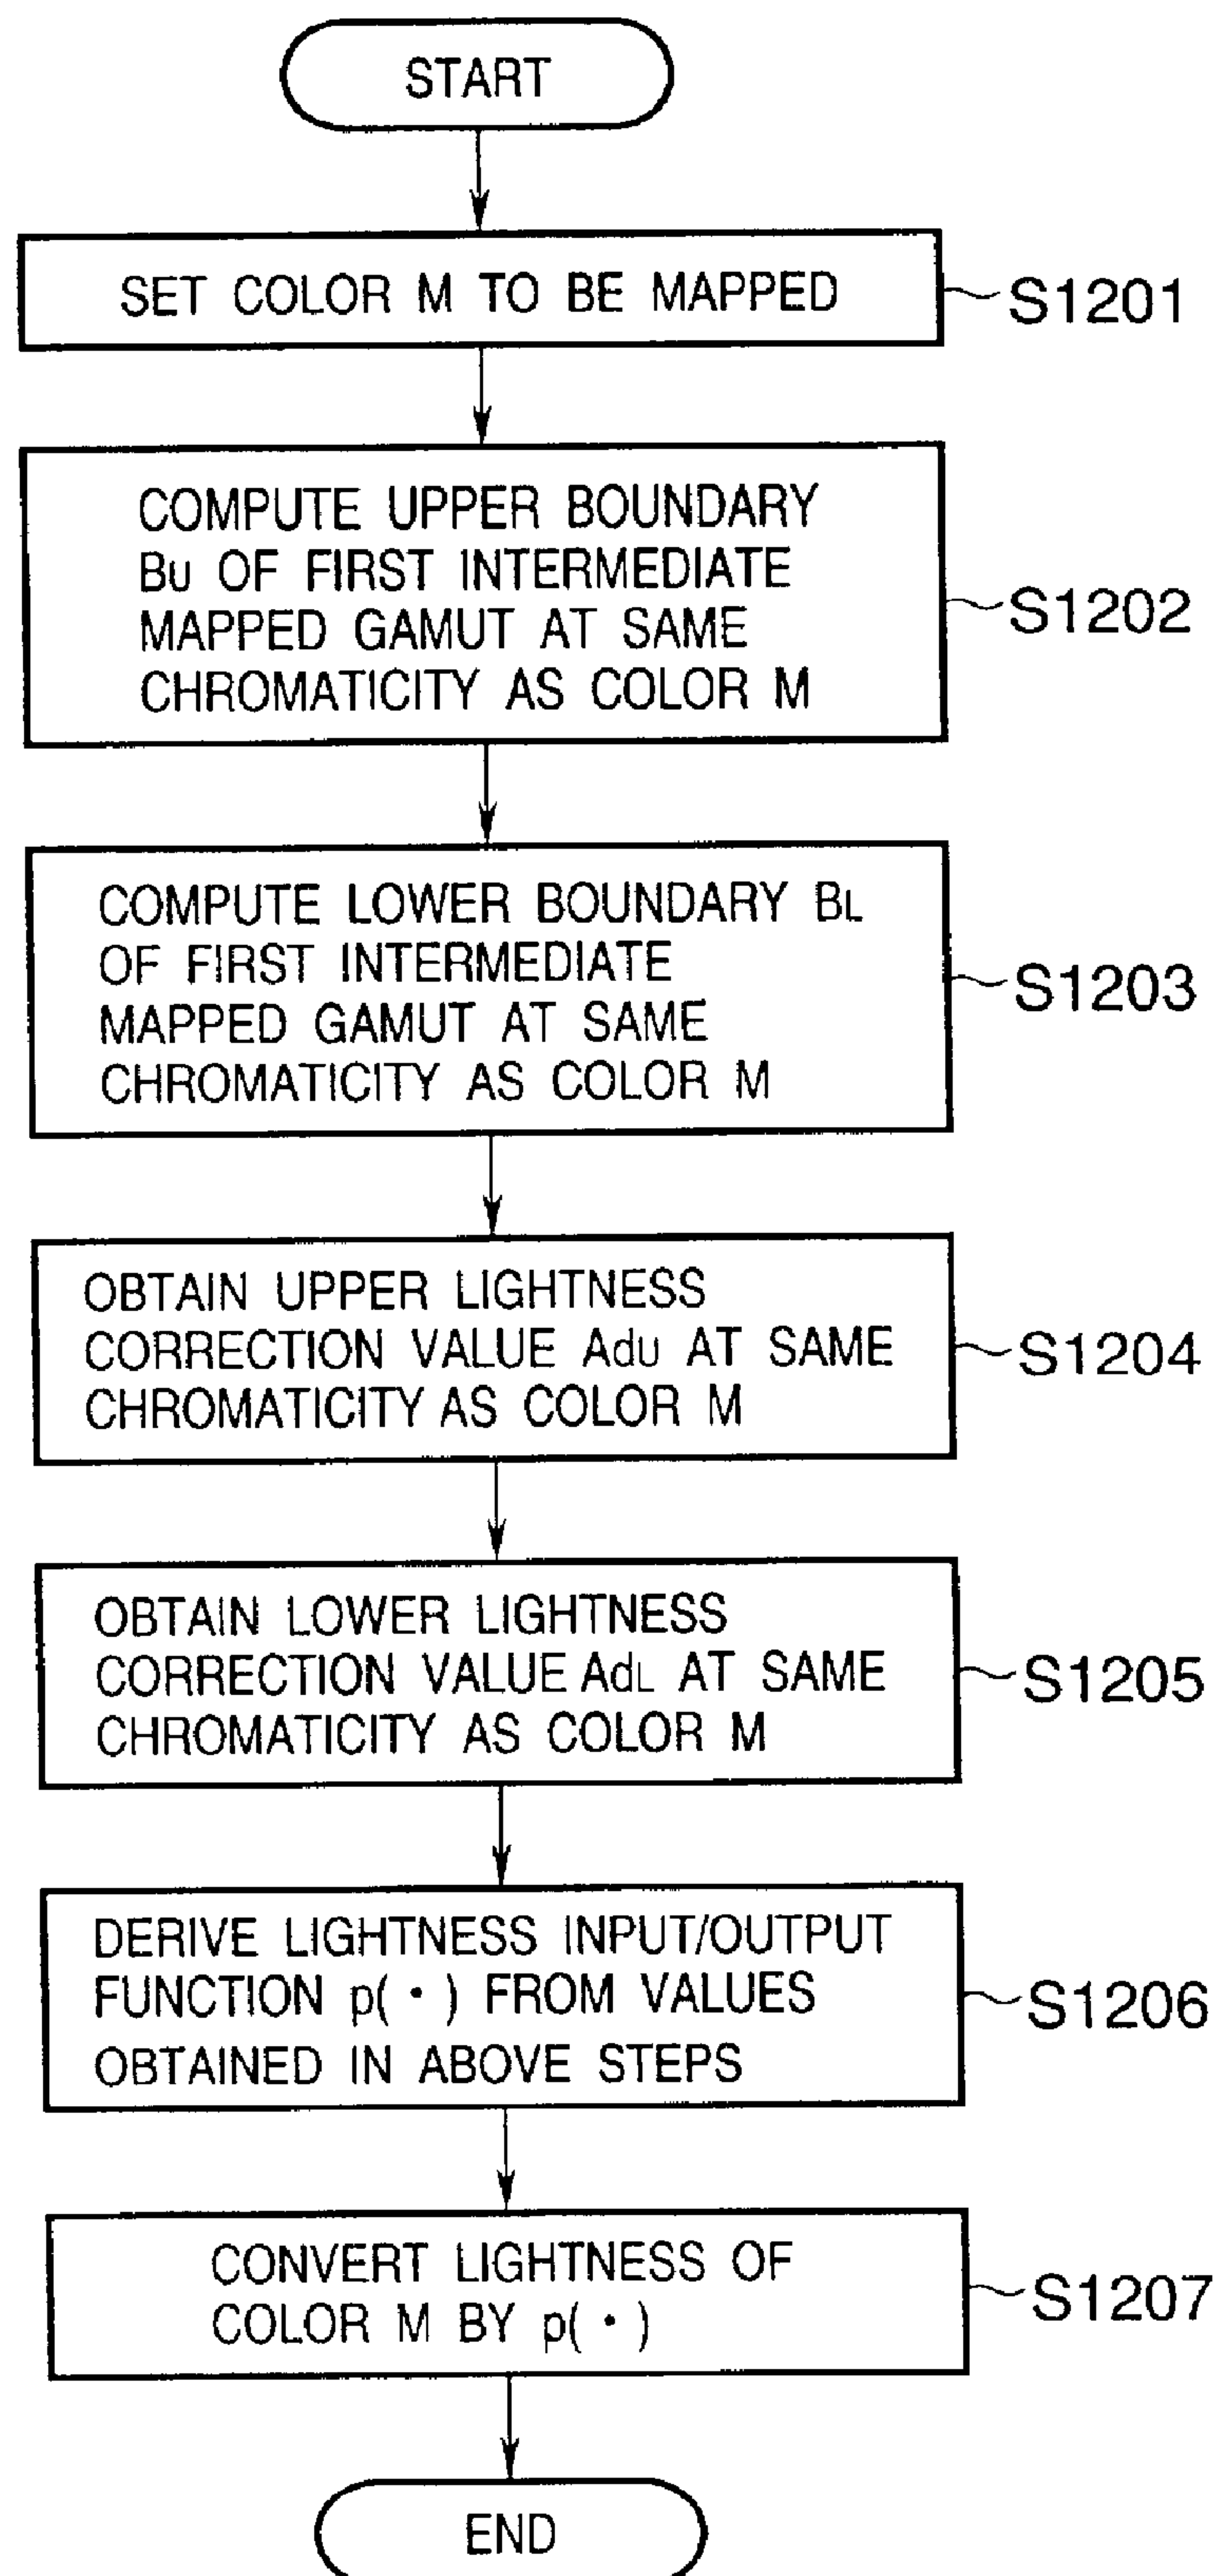 START
SET COLOR M TO BE MAPPED
S1201
COMPUTE UPPER BOUNDARY
BU OF FIRST INTERMEDIATE
MAPPED GAMUT AT SAME
CHROMATICITY AS COLOR M
S1202
COMPUTE LOWER BOUNDARY BL
OF FIRST INTERMEDIATE
MAPPED GAMUT AT SAME
CHROMATICITY AS COLOR M
S1203
OBTAIN UPPER LIGHTNESS
CORRECTION VALUE AdU AT SAME
CHROMATICITY AS COLOR M
S1204
OBTAIN LOWER LIGHTNESS
CORRECTION VALUE AdL AT SAME
CHROMATICITY AS COLOR M
S1205
DERIVE LIGHTNESS INPUT/OUTPUT
FUNCTION p( • ) FROM VALUES
OBTAINED IN ABOVE STEPS
S1206
CONVERT LIGHTNESS OF
COLOR M BY p( • )
S1207
END